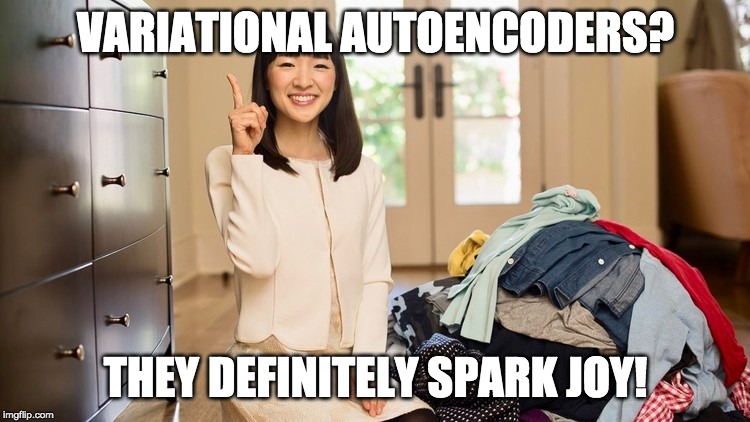 VARIATIONAL AUTOENCODERS?
THEY DEFINITELY SPARK JOY!
imgflip.com